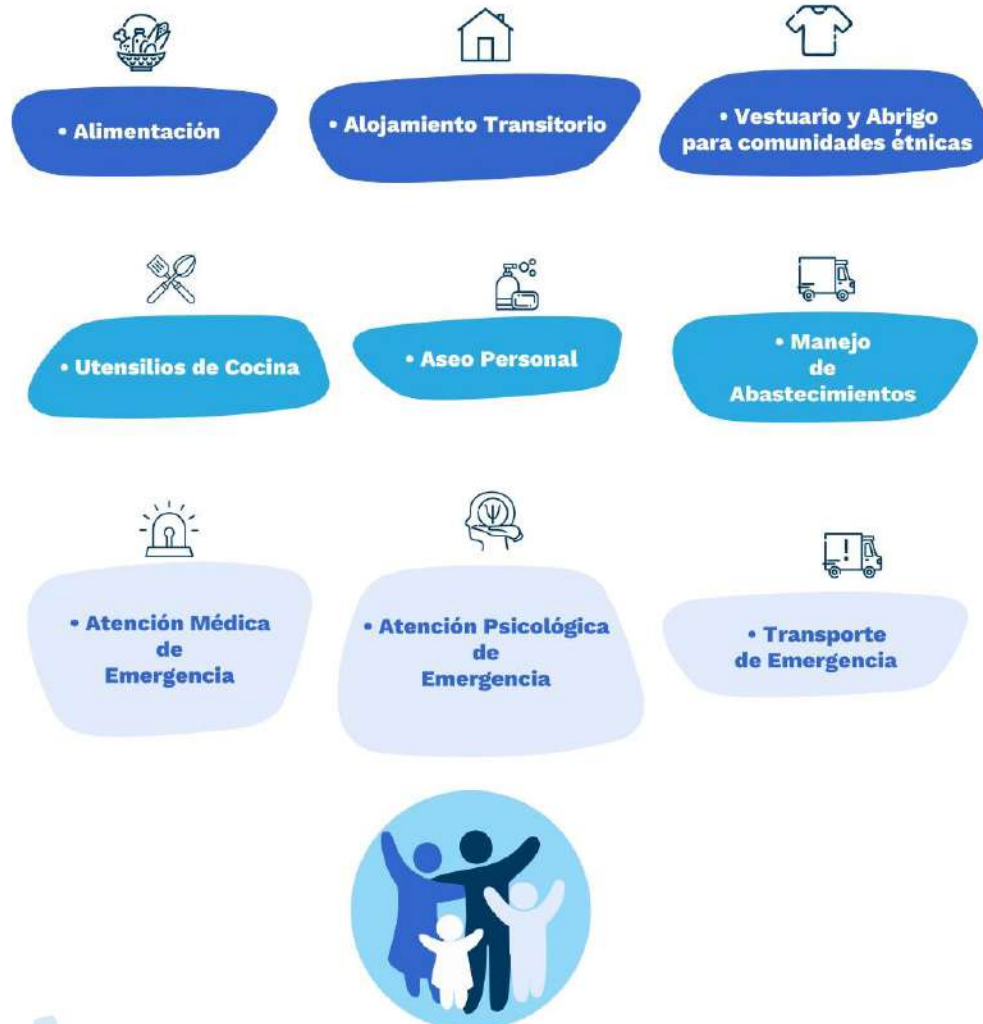 • Alimentación
• Alojamiento Transitorio
• Vestuario y Abrigo
para comunidades étnicas
• Utensilios de Cocina
• Aseo Personal
• Manejo
de
Abastecimientos
• Atención Médica
de
Emergencia
• Atención Psicológica
de
Emergencia
• Transporte
de Emergencia